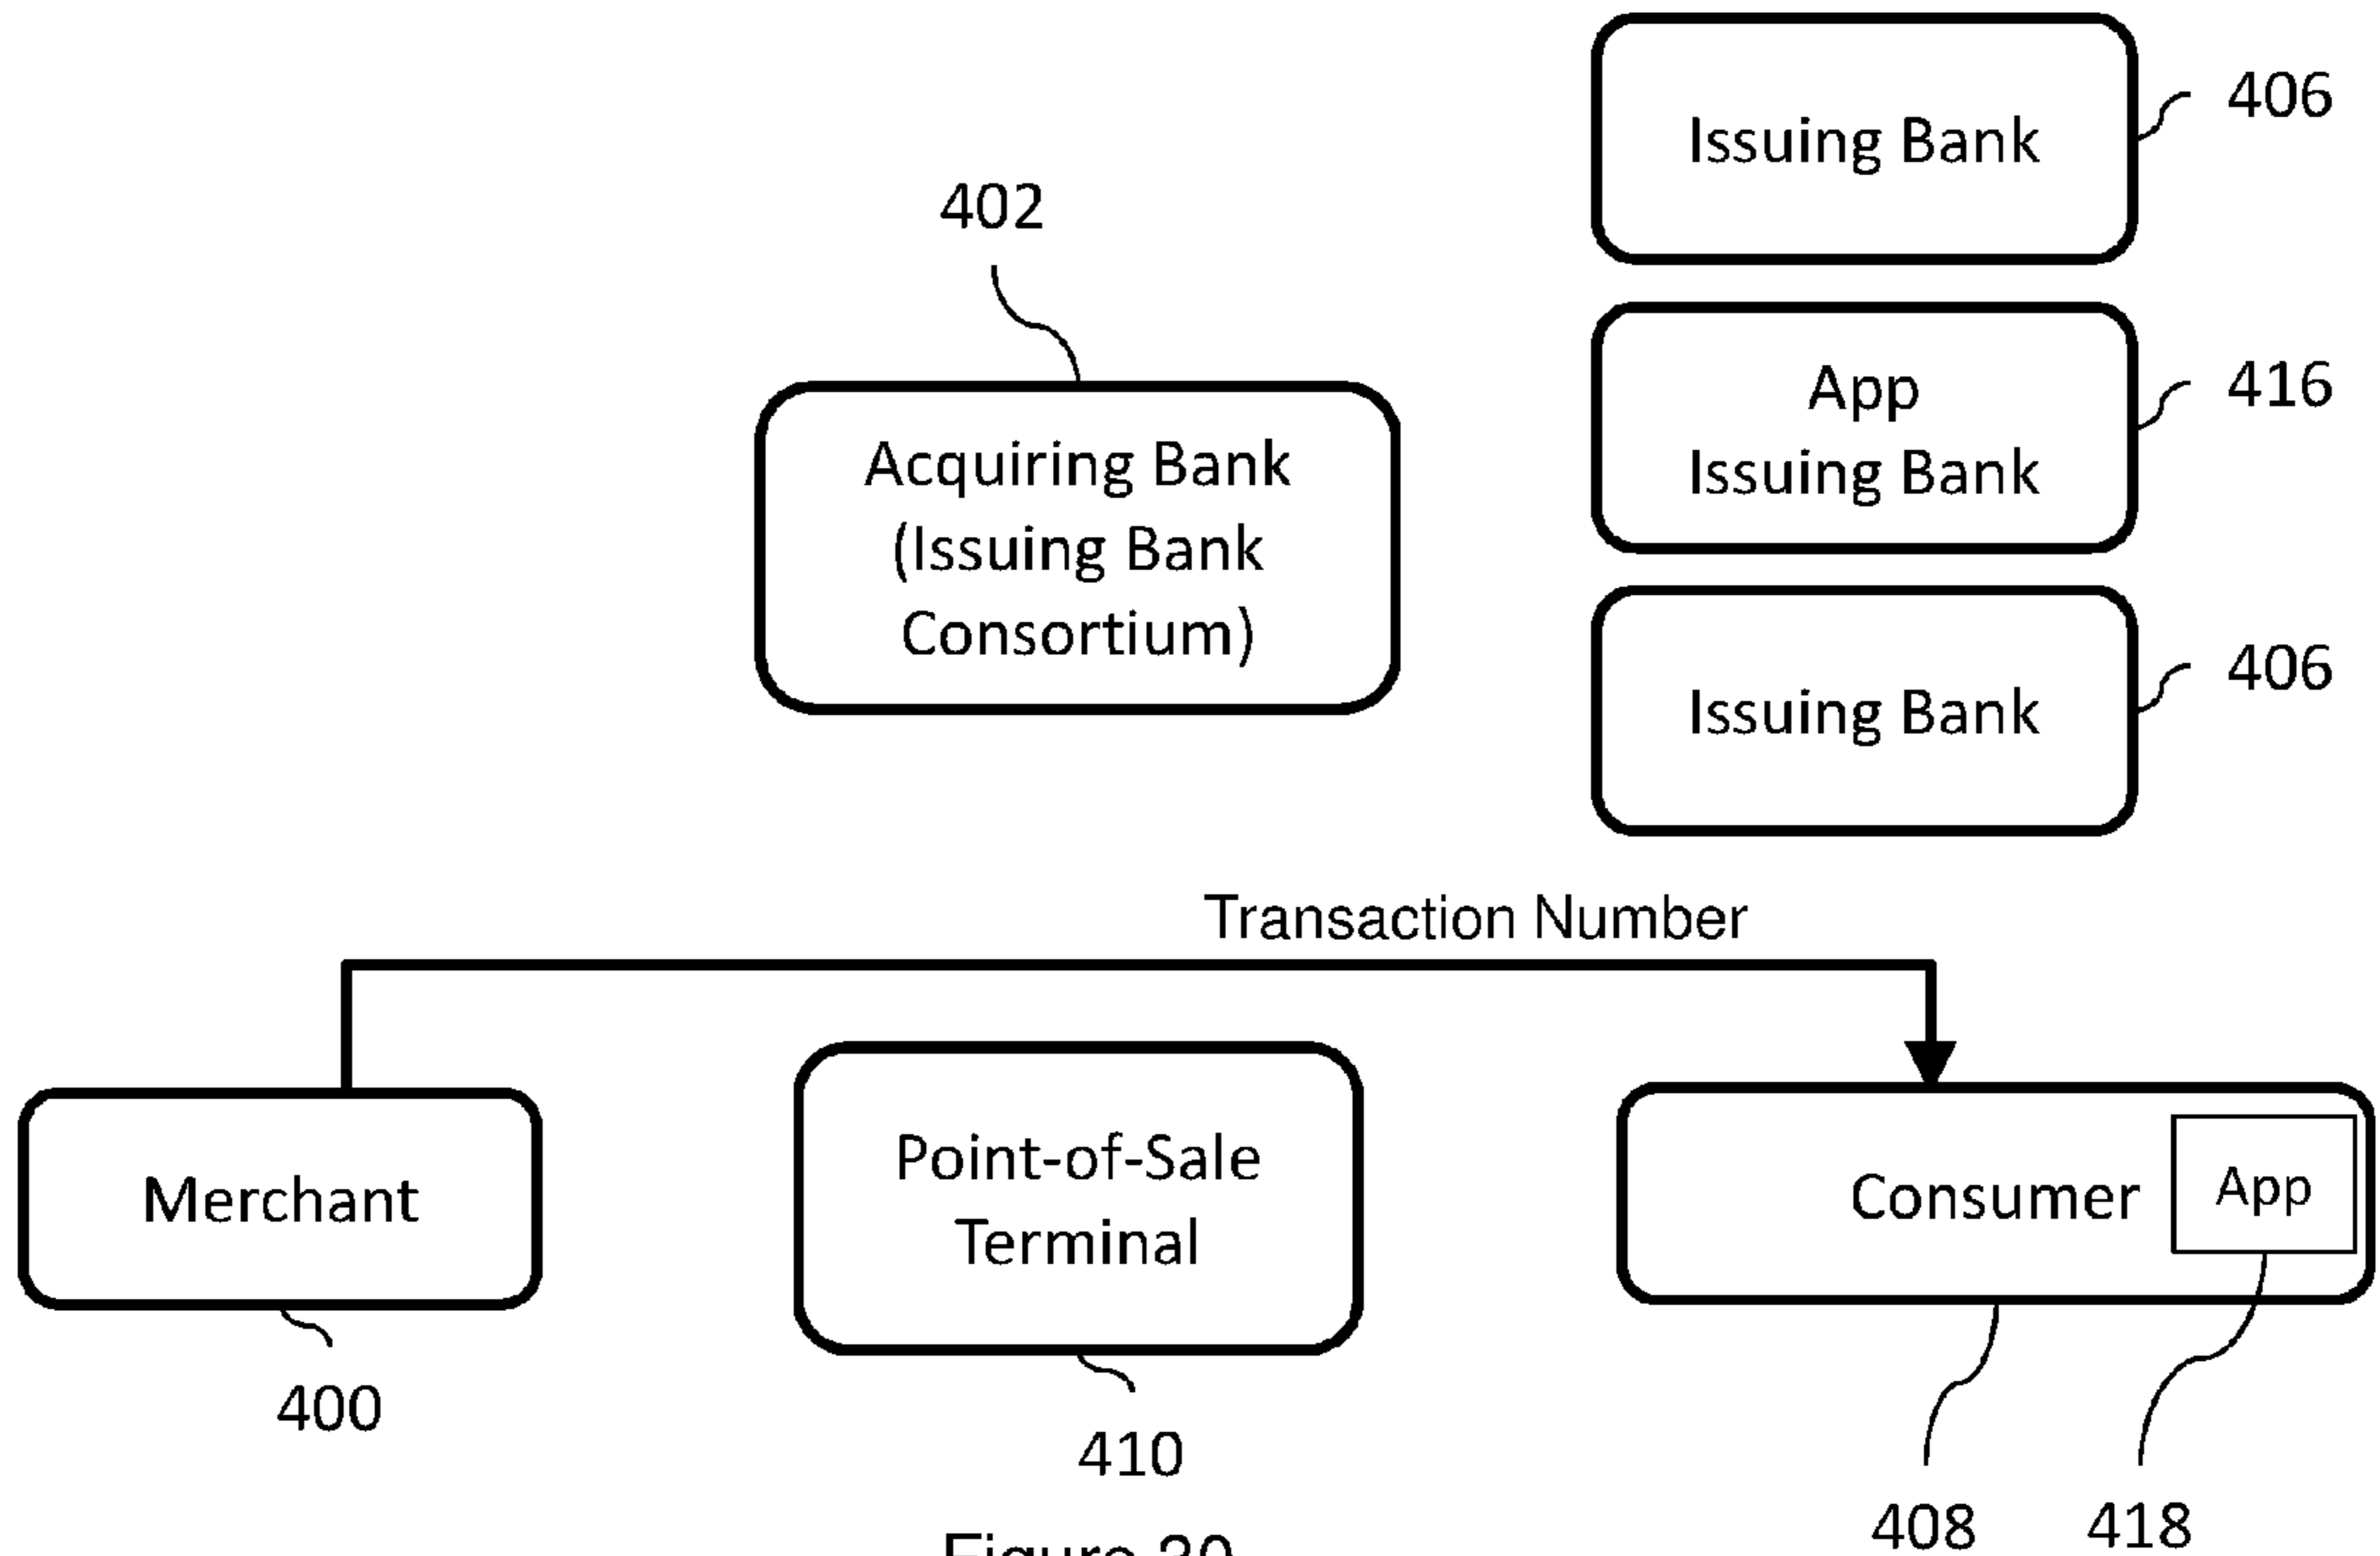 406
Issuing Bank
402
416
App
Issuing Bank
Acquiring Bank
(Issuing Bank
Consortium)
406
Issuing Bank
Transaction Number
Merchant
Point-of-Sale
Terminal
Consumer
App
400
410
408
418
Figure